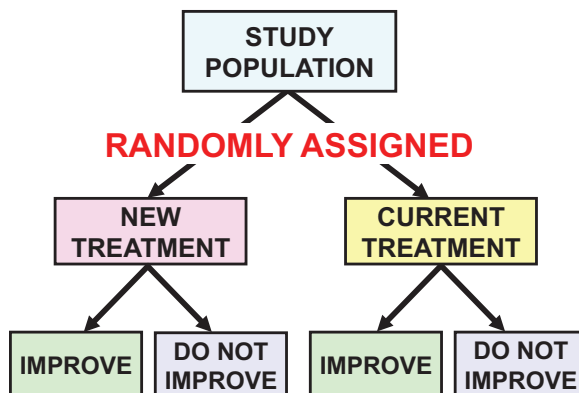 STUDY
POPULATION
RANDOMLY ASSIGNED
NEW
TREATMENT
CURRENT
TREATMENT
IMPROVE
DO NOT
IMPROVE
IMPROVE
DO NOT
IMPROVE